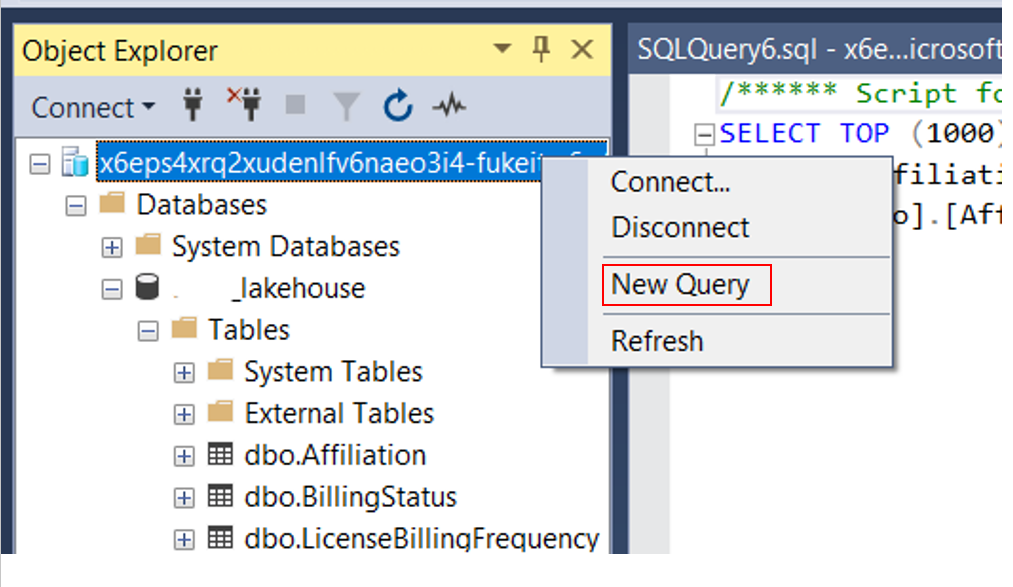 Object Explorer
Connect
x6eps4xrq2xudenlfv6naeo3i4-fukei
Databases
System Databases
_lakehouse
Tables
System Tables
External Tables
dbo.Affiliation
dbo.BillingStatus
dbo.LicenseBillingFrequency
Connect...
Disconnect
New Query
Refresh
SQLQuery6.sql - x6e...icrosoft
/****** Script fo
SELECT TOP (1000)
filiati
o].[Aff